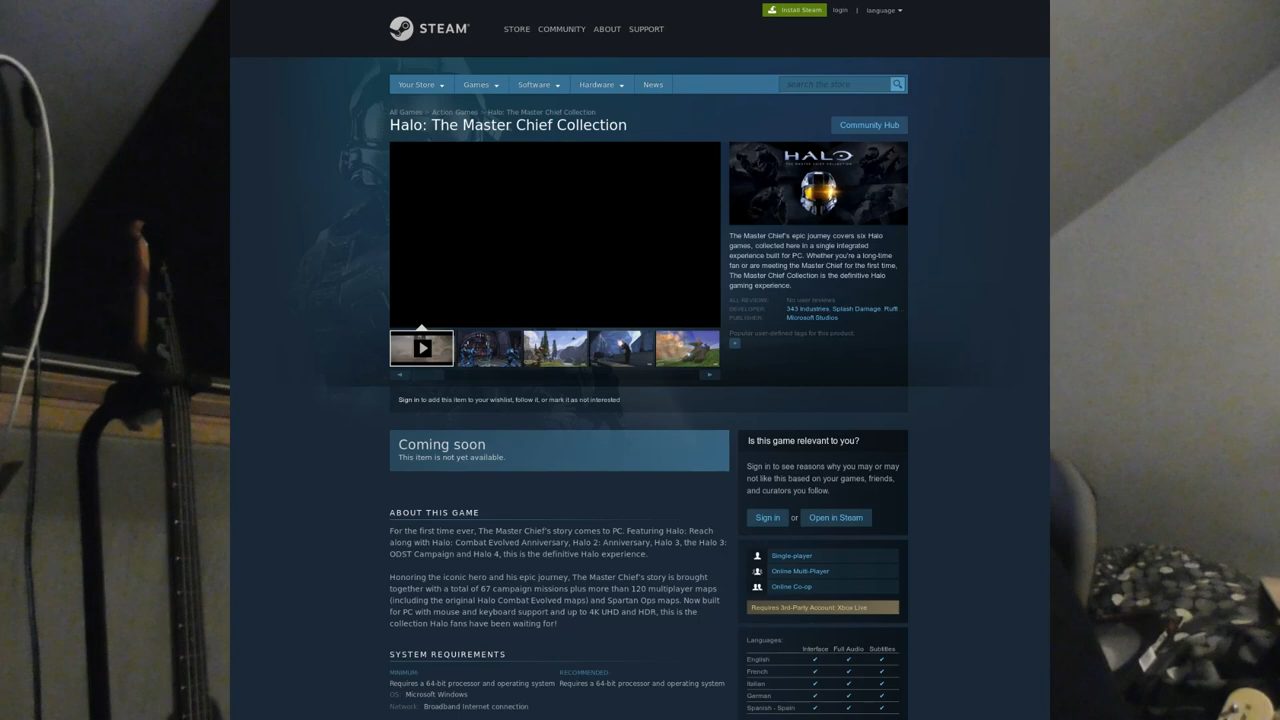 Install Steam
login | language
STEAM®
STORE COMMUNITY ABOUT SUPPORT
Your Store Games Software Hardware News
search the store
All Games > Action Games > Halo: The Master Chief Collection
Halo: The Master Chief Collection
Community Hub
HALO
THE MASTER CHIEF COLLECTION
The Master Chief's epic journey covers six Halo
games, collected here in a single integrated
experience built for PC. Whether you're a long-time
fan or are meeting the Master Chief for the first time,
The Master Chief Collection is the definitive Halo
gaming experience.
ALL REVIEWS: No user reviews
DEVELOPER: 343 Industries, Splash Damage, Ruffi...
PUBLISHER: Microsoft Studios
Popular user-defined tags for this product:
+
Sign in to add this item to your wishlist, follow it, or mark it as not interested
Coming soon
This item is not yet available.
Is this game relevant to you?
Sign in to see reasons why you may or may
not like this based on your games, friends,
and curators you follow.
Sign in or Open in Steam
ABOUT THIS GAME
For the first time ever, The Master Chief's story comes to PC. Featuring Halo: Reach
along with Halo: Combat Evolved Anniversary, Halo 2: Anniversary, Halo 3, the Halo 3:
ODST Campaign and Halo 4, this is the definitive Halo experience.
Honoring the iconic hero and his epic journey, The Master Chief's story is brought
together with a total of 67 campaign missions plus more than 120 multiplayer maps
(including the original Halo Combat Evolved maps) and Spartan Ops maps. Now built
for PC with mouse and keyboard support and up to 4K UHD and HDR, this is the
collection Halo fans have been waiting for!
Single-player
Online Multi-Player
Online Co-op
Requires 3rd-Party Account: Xbox Live
SYSTEM REQUIREMENTS
MINIMUM:
Requires a 64-bit processor and operating system
OS: Microsoft Windows
Network: Broadband Internet connection
RECOMMENDED:
Requires a 64-bit processor and operating system
Languages:
Interface Full Audio Subtitles
English ✔ ✔ ✔
French ✔ ✔ ✔
Italian ✔ ✔ ✔
German ✔ ✔ ✔
Spanish - Spain ✔ ✔ ✔